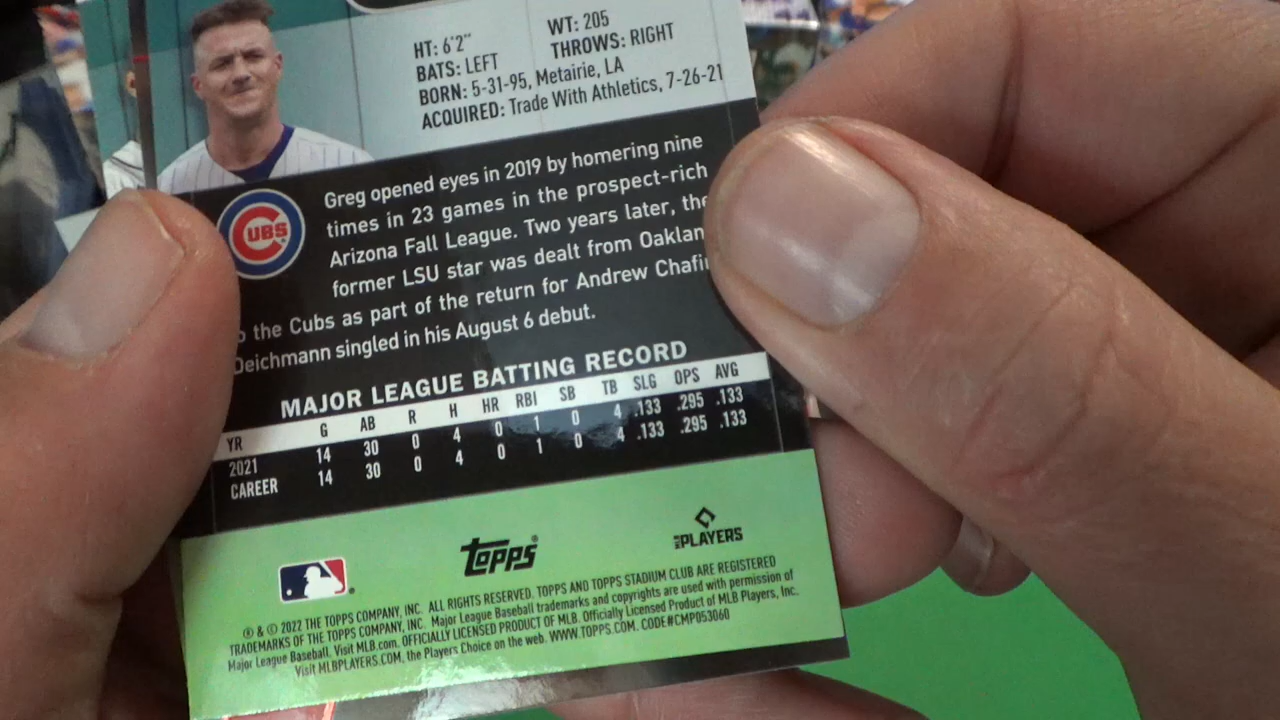 HT: 6'2" WT: 205
BATS: LEFT THROWS: RIGHT
BORN: 5-31-95, Metairie, LA
ACQUIRED: Trade With Athletics, 7-26-21
CUBS
Greg opened eyes in 2019 by homering nine
times in 23 games in the prospect-rich
Arizona Fall League. Two years later, the
former LSU star was dealt from Oaklan
the Cubs as part of the return for Andrew Chafi
Deichmann singled in his August 6 debut.
MAJOR LEAGUE BATTING RECORD
YR G AB R H HR RBI SB TB SLG OPS AVG
2021 14 30 0 4 0 1 0 4 .133 .295 .133
CAREER 14 30 0 4 0 1 0 4 .133 .295 .133
TOPPS
PLAYERS
® & © 2022 THE TOPPS COMPANY, INC. ALL RIGHTS RESERVED. TOPPS AND TOPPS STADIUM CLUB ARE REGISTERED
TRADEMARKS OF THE TOPPS COMPANY, INC. Major League Baseball trademarks and copyrights are used with permission of
Major League Baseball. Visit MLB.com. OFFICIALLY LICENSED PRODUCT OF MLB. Officially Licensed Product of MLB Players, Inc.
Visit MLBPLAYERS.COM, the Players Choice on the web. WWW.TOPPS.COM. CODE#CMP053060